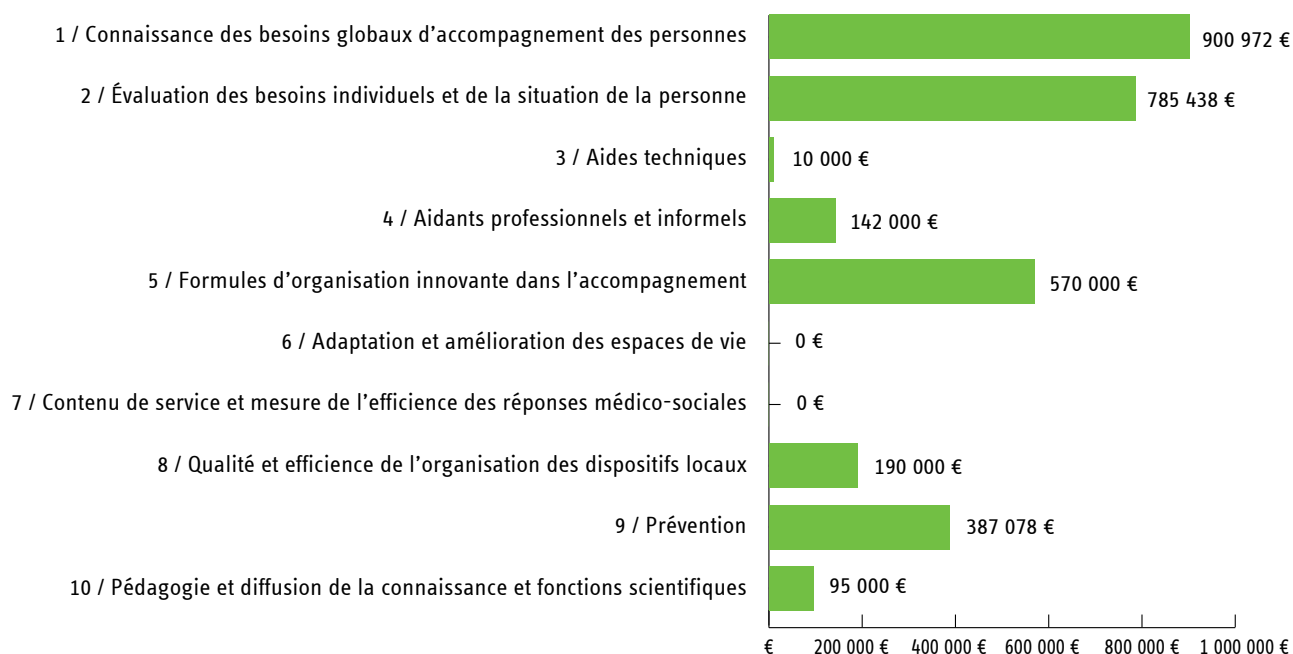 1 / Connaissance des besoins globaux d’accompagnement des personnes 900 972 €
2 / Évaluation des besoins individuels et de la situation de la personne 785 438 €
3 / Aides techniques 10 000 €
4 / Aidants professionnels et informels 142 000 €
5 / Formules d’organisation innovante dans l’accompagnement 570 000 €
6 / Adaptation et amélioration des espaces de vie 0 €
7 / Contenu de service et mesure de l’efficience des réponses médico-sociales 0 €
8 / Qualité et efficience de l’organisation des dispositifs locaux 190 000 €
9 / Prévention 387 078 €
10 / Pédagogie et diffusion de la connaissance et fonctions scientifiques 95 000 €
€ 200 000 € 400 000 € 600 000 € 800 000 € 1 000 000 €